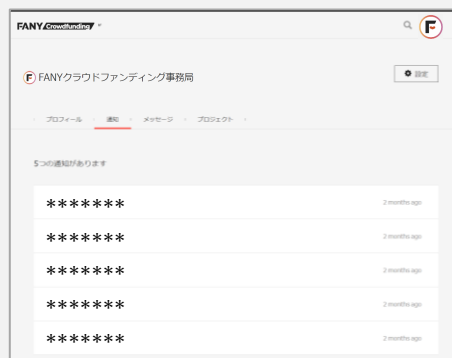 FANY Crowdfunding
F
F FANYクラウドファンディング事務局
設定
プロフィール 通知 メッセージ プロジェクト
5つの通知があります
******* 2 months ago
******* 2 months ago
******* 2 months ago
******* 2 months ago
******* 2 months ago